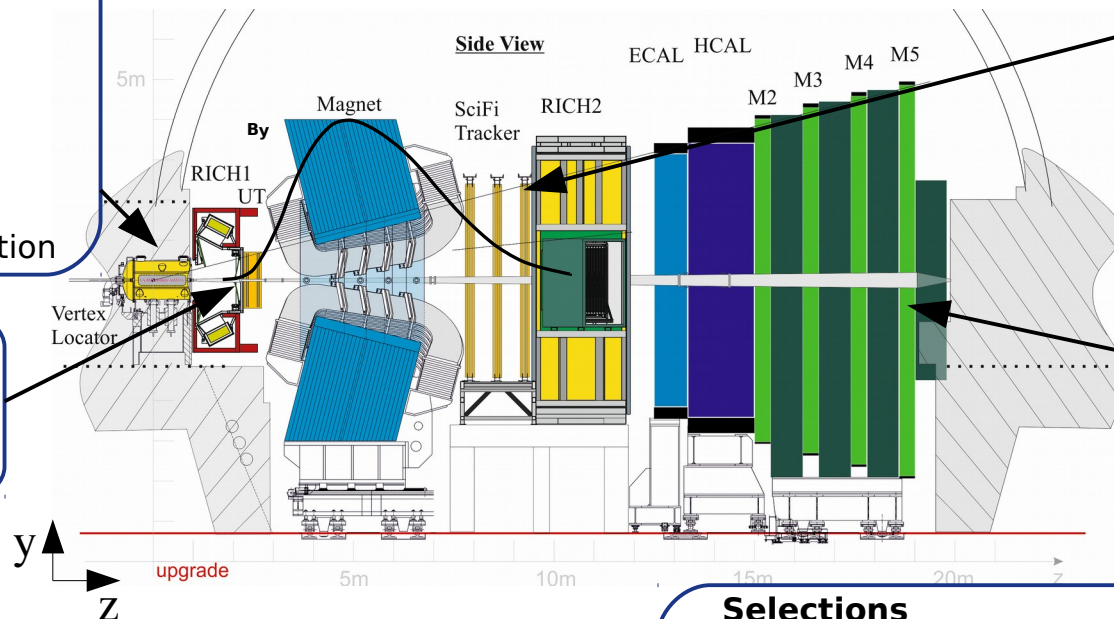 Side View
ECAL
HCAL
M2
M3
M4
M5
5m
Magnet
By
SciFi
Tracker
RICH2
RICH1
UT
tion
Vertex
Locator
y
z
upgrade
5m
10m
15m
20m
z
Selections